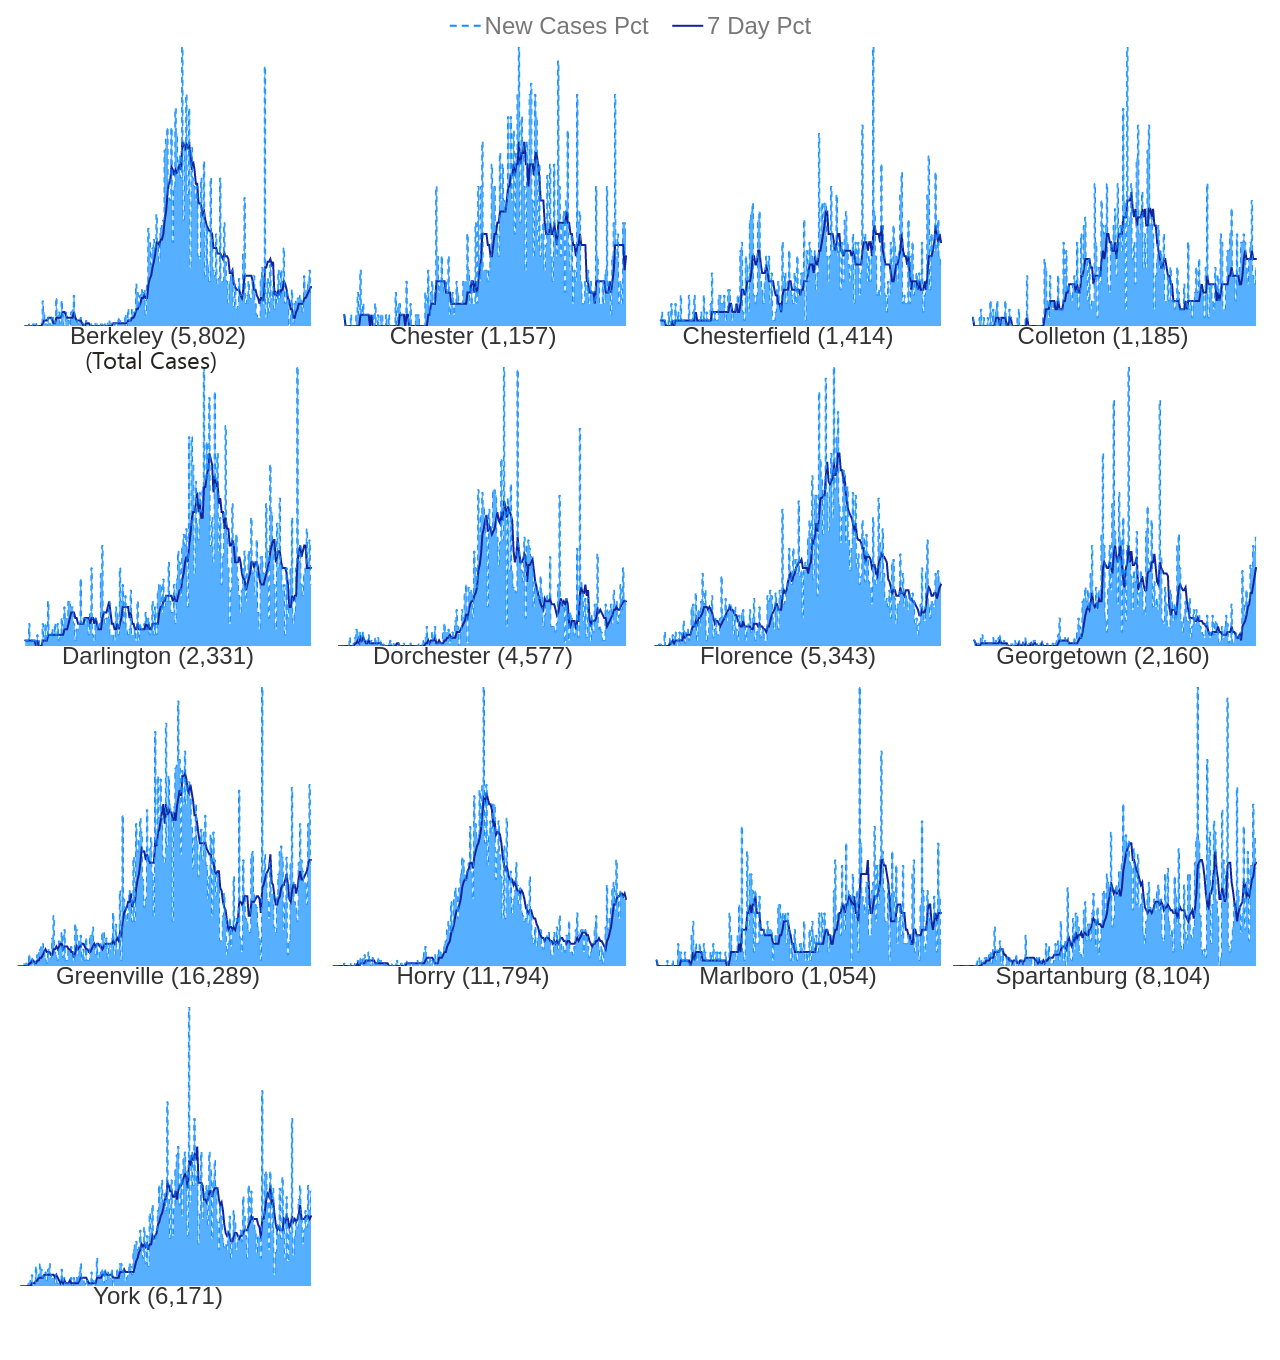 New Cases Pct 7 Day Pct
Berkeley (5,802) Chester (1,157) Chesterfield (1,414) Colleton (1,185)
(Total Cases)
Darlington (2,331) Dorchester (4,577) Florence (5,343) Georgetown (2,160)
Greenville (16,289) Horry (11,794) Marlboro (1,054) Spartanburg (8,104)
York (6,171)